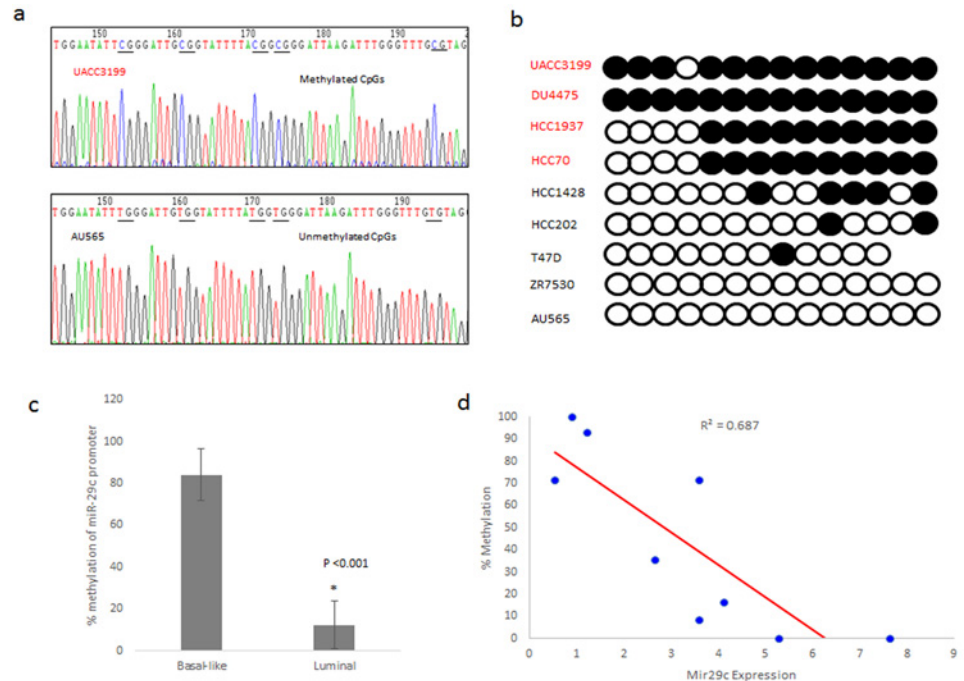 a
150 160 170 180 190 2
TGGAATATTCGGGATTGCGGTATTTTACGGCGGGATTAAGATTTGGGTTTGCGTAG
UACC3199
Methylated CpGs
150 160 170 180 190
TGGAATATTTGGGATTGTGGTATTTTATGGTGGGATTAAGATTTGGGTTTGTGTAG
AU565
Unmethylated CpGs
b
UACC3199
DU4475
HCC1937
HCC70
HCC1428
HCC202
T47D
ZR7530
AU565
c
% methylation of miR-29c promoter
120
100
80
60
40
20
0
P <0.001
*
Basal-like
Luminal
d
% Methylation
100
90
80
70
60
50
40
30
20
10
0
R² = 0.687
0 1 2 3 4 5 6 7 8 9
Mir29c Expression